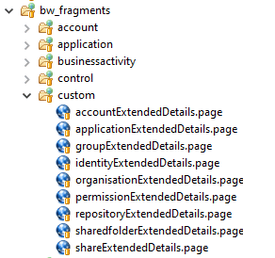 bw_fragments
account
application
businessactivity
control
custom
accountExtendedDetails.page
applicationExtendedDetails.page
groupExtendedDetails.page
identityExtendedDetails.page
organisationExtendedDetails.page
permissionExtendedDetails.page
repositoryExtendedDetails.page
sharedfolderExtendedDetails.page
shareExtendedDetails.page